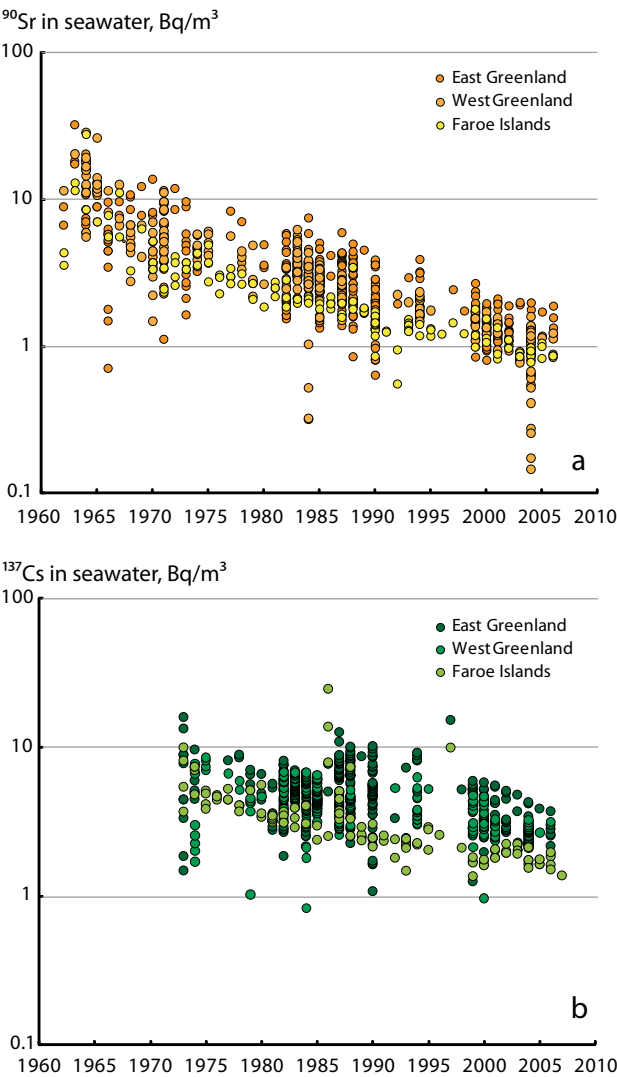 ⁹⁰Sr in seawater, Bq/m³
100
East Greenland
West Greenland
Faroe Islands
10
1
a
0.1
1960 1965 1970 1975 1980 1985 1990 1995 2000 2005 2010
¹³⁷Cs in seawater, Bq/m³
100
East Greenland
West Greenland
Faroe Islands
10
1
b
0.1
1960 1965 1970 1975 1980 1985 1990 1995 2000 2005 2010